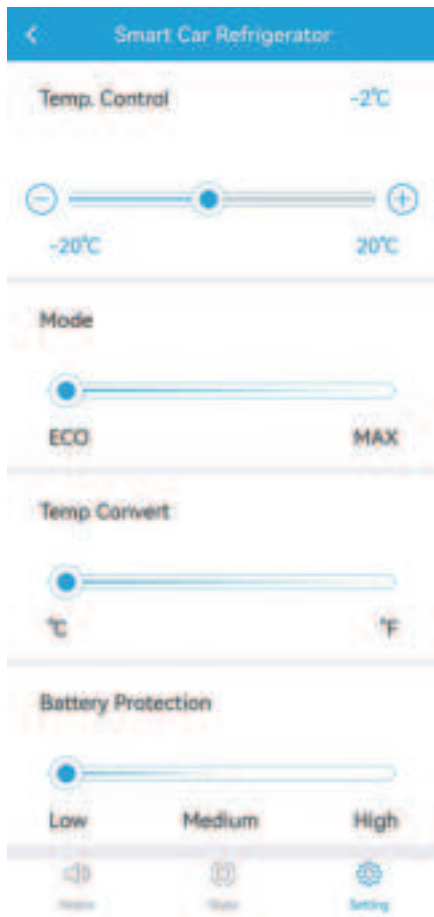 Smart Car Refrigerator
Temp. Control -2°C
-20°C 20°C
Mode
ECO MAX
Temp Convert
°C °F
Battery Protection
Low Medium High
Setting